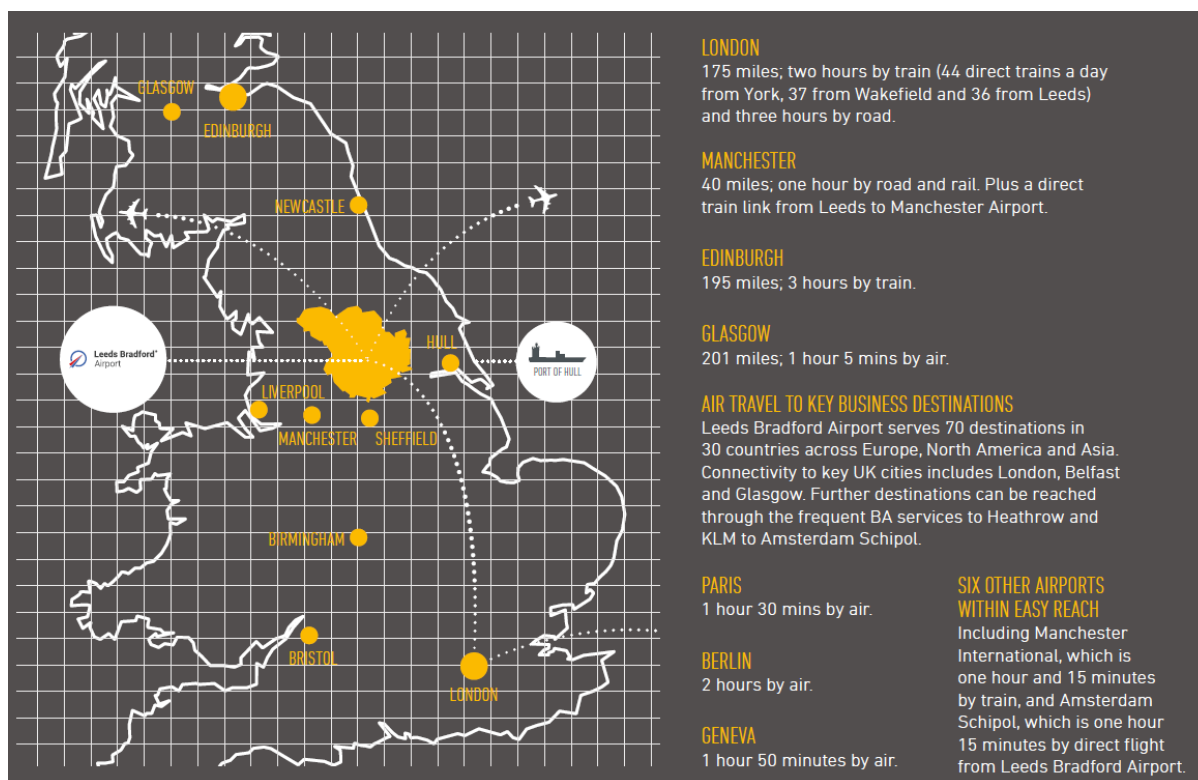 GLASGOW
EDINBURGH
NEWCASTLE
Leeds Bradford
Airport
HULL
PORT OF HULL
LIVERPOOL
MANCHESTER
SHEFFIELD
BIRMINGHAM
BRISTOL
LONDON
LONDON
175 miles; two hours by train (44 direct trains a day
from York, 37 from Wakefield and 36 from Leeds)
and three hours by road.
MANCHESTER
40 miles; one hour by road and rail. Plus a direct
train link from Leeds to Manchester Airport.
EDINBURGH
195 miles; 3 hours by train.
GLASGOW
201 miles; 1 hour 5 mins by air.
AIR TRAVEL TO KEY BUSINESS DESTINATIONS
Leeds Bradford Airport serves 70 destinations in
30 countries across Europe, North America and Asia.
Connectivity to key UK cities includes London, Belfast
and Glasgow. Further destinations can be reached
through the frequent BA services to Heathrow and
KLM to Amsterdam Schipol.
PARIS
1 hour 30 mins by air.
BERLIN
2 hours by air.
GENEVA
1 hour 50 minutes by air.
SIX OTHER AIRPORTS
WITHIN EASY REACH
Including Manchester
International, which is
one hour and 15 minutes
by train, and Amsterdam
Schipol, which is one hour
15 minutes by direct flight
from Leeds Bradford Airport.